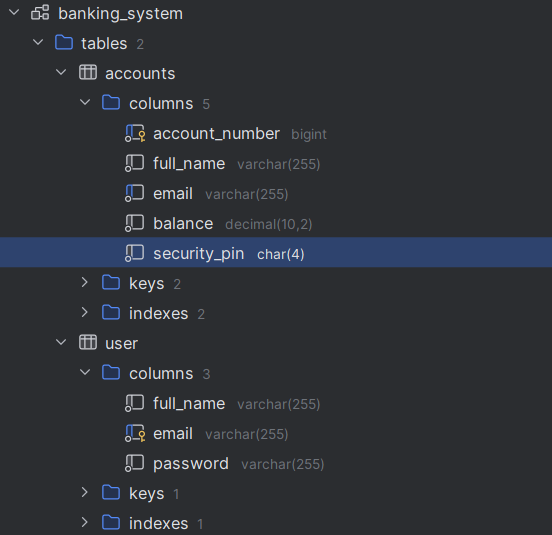 banking_system
tables 2
accounts
columns 5
account_number bigint
full_name varchar(255)
email varchar(255)
balance decimal(10,2)
security_pin char(4)
keys 2
indexes 2
user
columns 3
full_name varchar(255)
email varchar(255)
password varchar(255)
keys 1
indexes 1